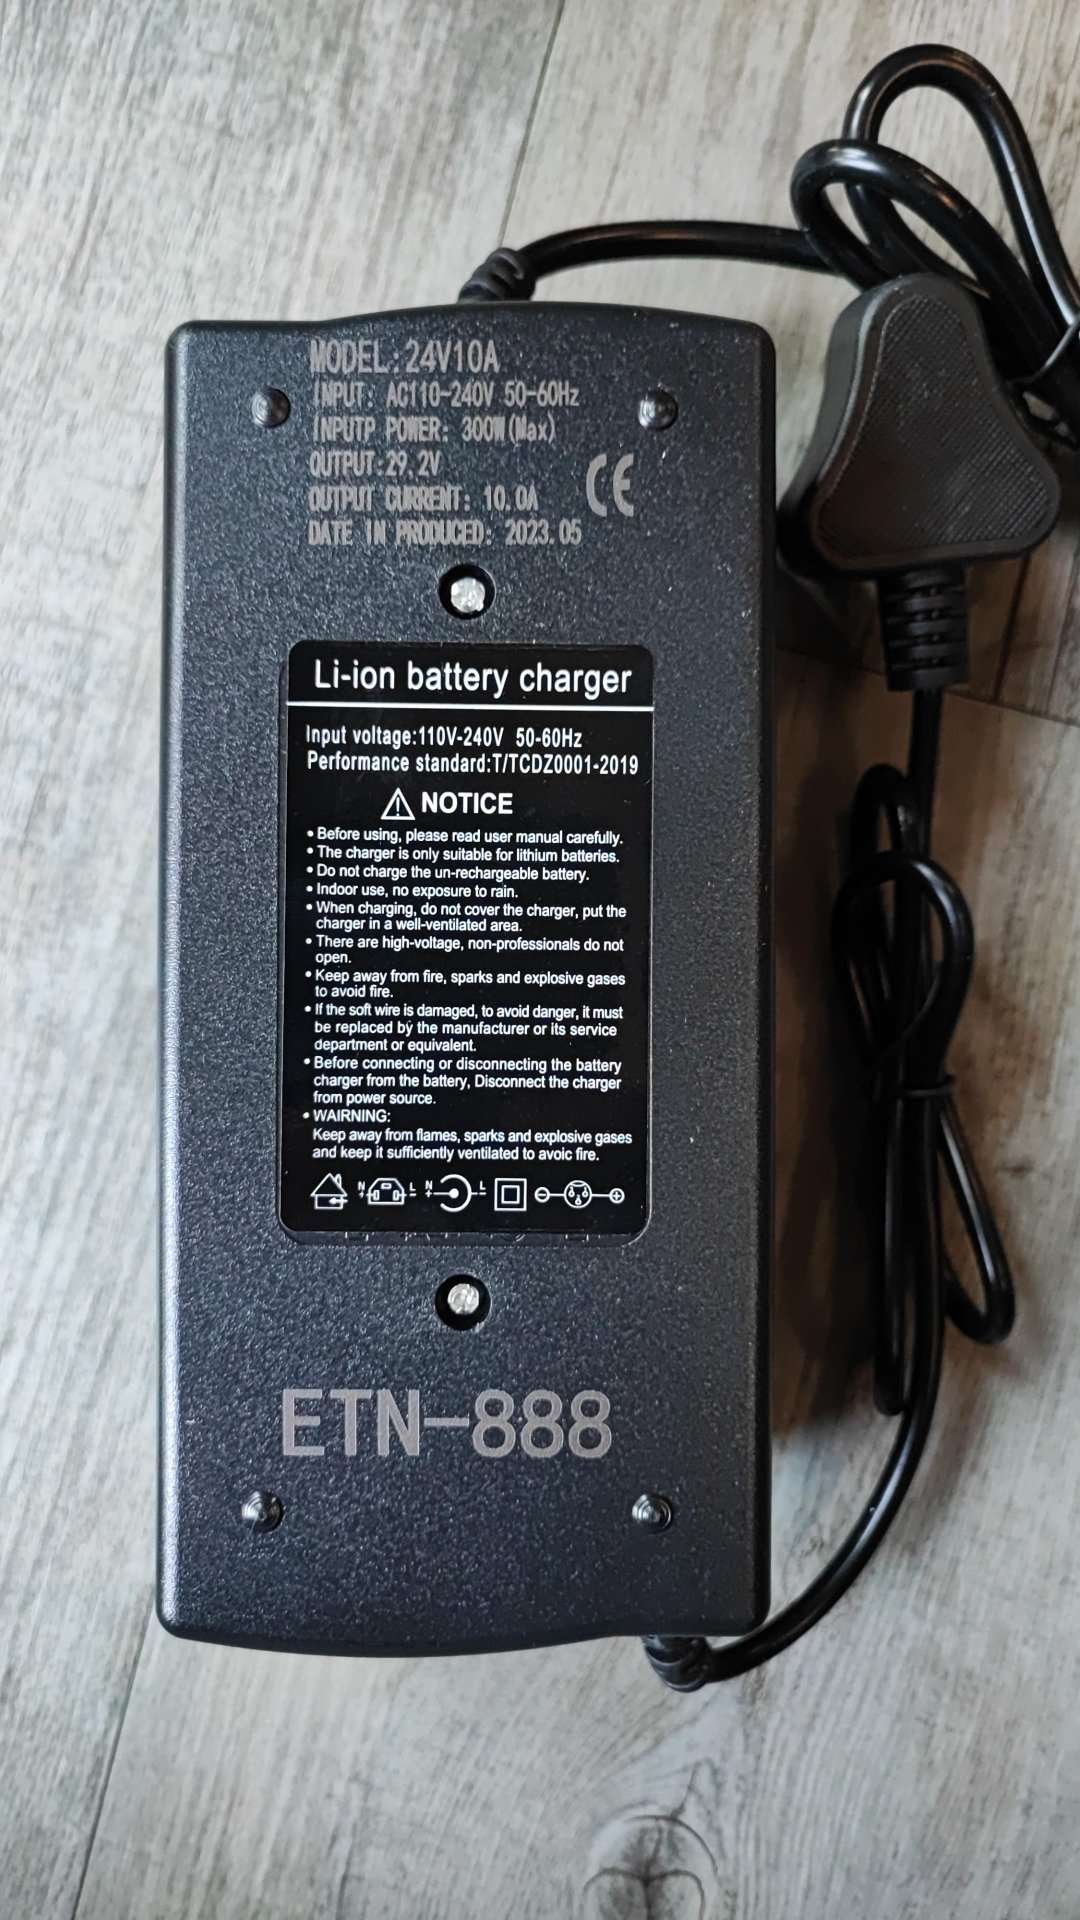 MODEL:24V10A
INPUT: AC110-240V 50-60Hz
INPUTP POWER: 300W(Max)
OUTPUT:29.2V
OUTPUT CURRENT: 10.0A
CE
DATE IN PRODUCED: 2023.05
Li-ion battery charger
Input voltage:110V-240V 50-60Hz
Performance standard:T/TCDZ0001-2019
NOTICE
• Before using, please read user manual carefully.
• The charger is only suitable for lithium batteries.
• Do not charge the un-rechargeable battery.
• Indoor use, no exposure to rain.
• When charging, do not cover the charger, put the
charger in a well-ventilated area.
• There are high-voltage, non-professionals do not
open.
• Keep away from fire, sparks and explosive gases
to avoid fire.
• If the soft wire is damaged, to avoid danger, it must
be replaced by the manufacturer or its service
department or equivalent.
• Before connecting or disconnecting the battery
charger from the battery, Disconnect the charger
from power source.
• WAIRNING:
Keep away from flames, sparks and explosive gases
and keep it sufficiently ventilated to avoic fire.
N + L - N + L -
ETN-888